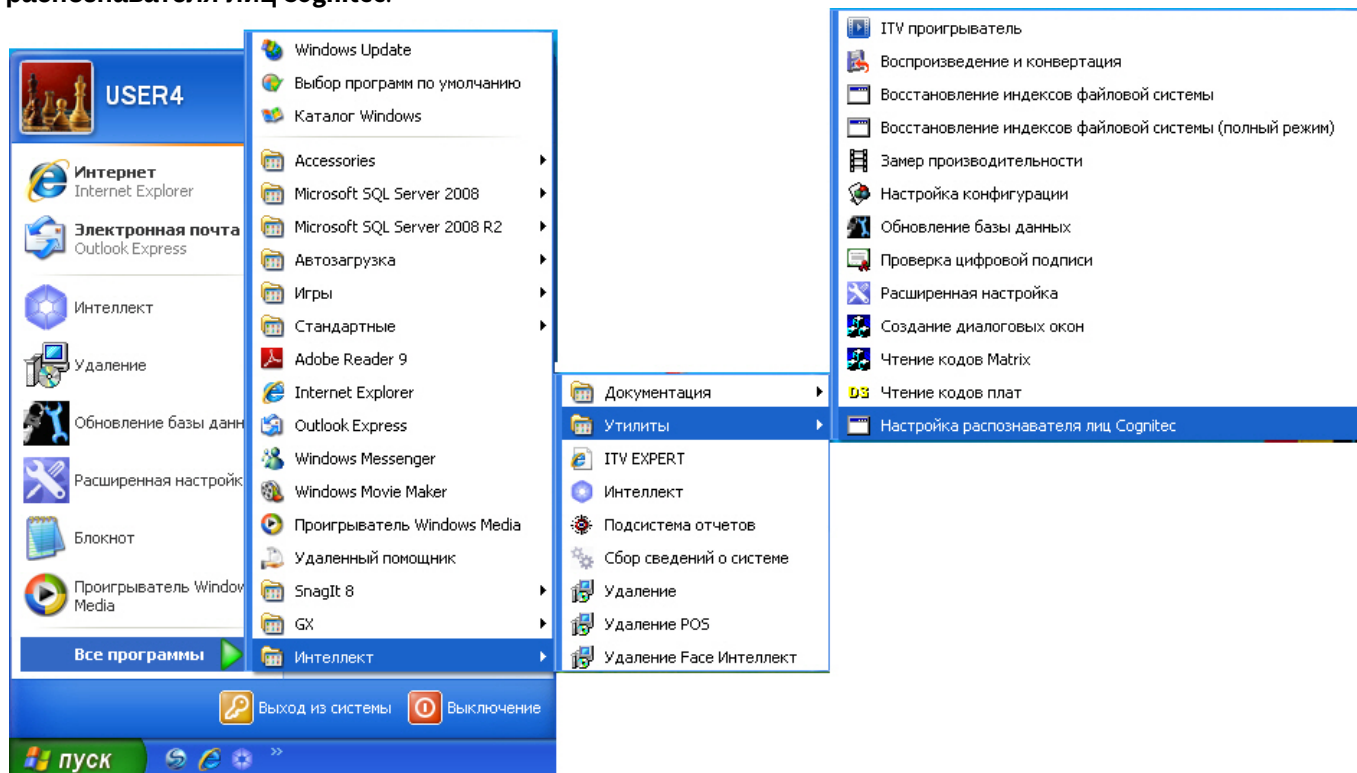 распознавателя лиц Cognitec.
USER4
Интернет
Internet Explorer
Электронная почта
Outlook Express
Интеллект
Удаление
Обновление базы данн
Расширенная настройк
Блокнот
Проигрыватель Window
Media
Все программы
Windows Update
Выбор программ по умолчанию
Каталог Windows
Accessories
Microsoft SQL Server 2008
Microsoft SQL Server 2008 R2
Автозагрузка
Игры
Стандартные
Adobe Reader 9
Internet Explorer
Outlook Express
Windows Messenger
Windows Movie Maker
Проигрыватель Windows Media
Удаленный помощник
SnagIt 8
GX
Интеллект
Документация
Утилиты
ITV EXPERT
Интеллект
Подсистема отчетов
Сбор сведений о системе
Удаление
Удаление POS
Удаление Face Интеллект
ITV проигрыватель
Воспроизведение и конвертация
Восстановление индексов файловой системы
Восстановление индексов файловой системы (полный режим)
Замер производительности
Настройка конфигурации
Обновление базы данных
Проверка цифровой подписи
Расширенная настройка
Создание диалоговых окон
Чтение кодов Matrix
Чтение кодов плат
Настройка распознавателя лиц Cognitec
Выход из системы
Выключение
пуск